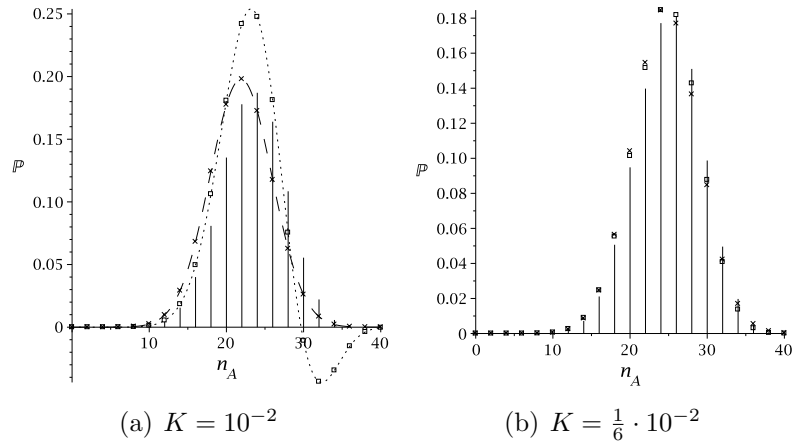 0.25
0.20
0.15
ℙ
0.10
0.05
0
10 20 30 40
n_A
(a) K = 10^{-2}
0.18
0.16
0.14
0.12
ℙ
0.10
0.08
0.06
0.04
0.02
0
0 10 20 30 40
n_A
(b) K = \frac{1}{6} · 10^{-2}